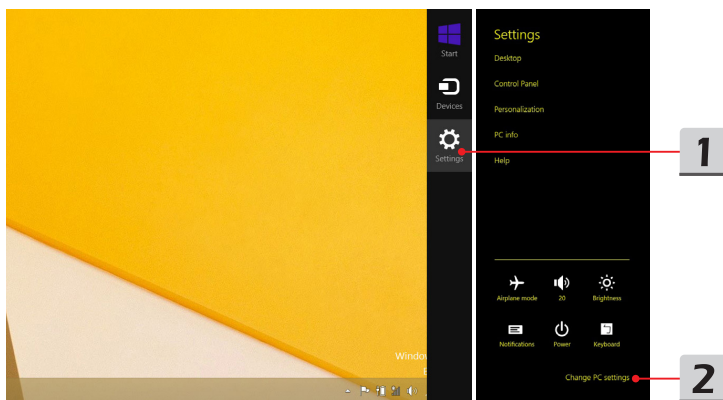 Start
Devices
Settings
Windo
Settings
Desktop
Control Panel
Personalization
PC info
Help
Airplane mode
20
Brightness
Notifications
Power
Keyboard
Change PC settings
1
2